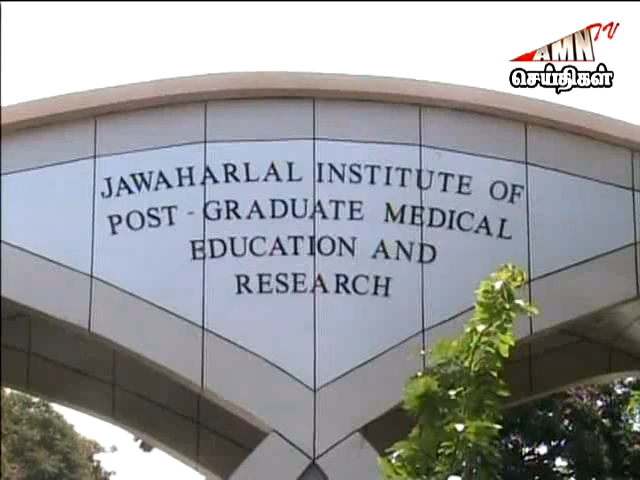 AMN TV
செய்திகள்
JAWAHARLAL INSTITUTE OF
POST-GRADUATE MEDICAL
EDUCATION AND
RESEARCH